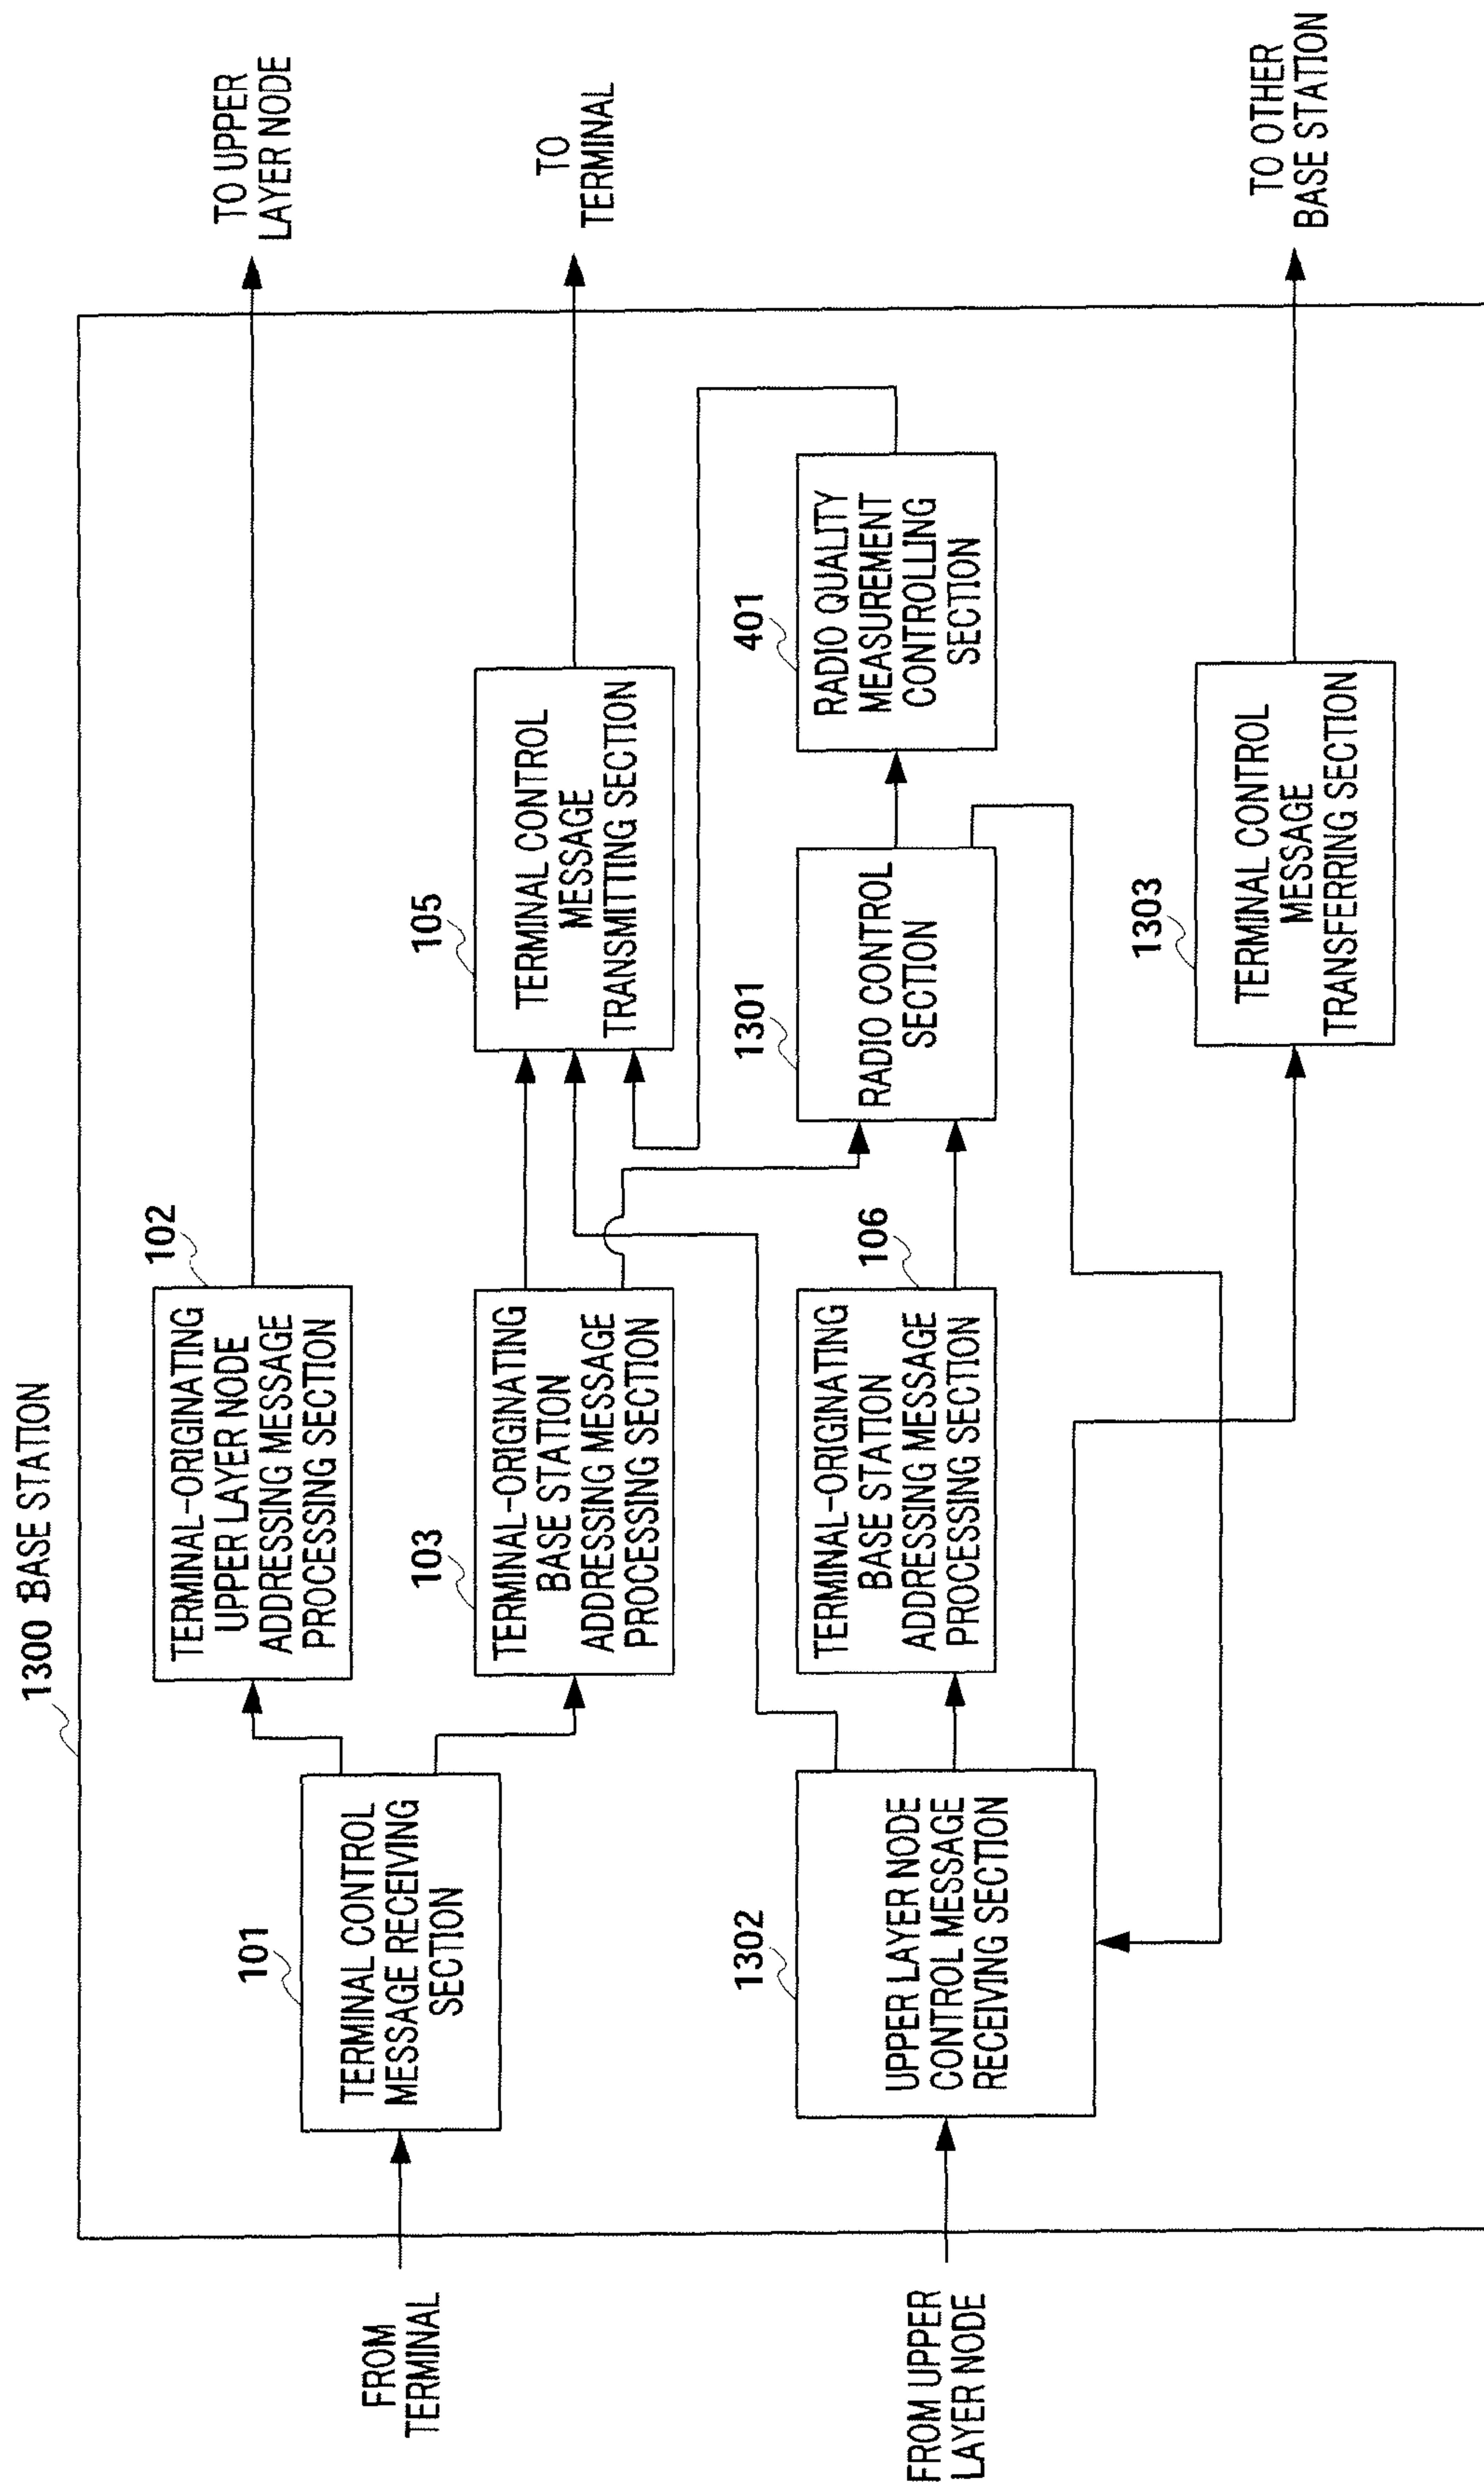 1300 BASE STATION
FROM
TERMINAL
101
TERMINAL CONTROL
MESSAGE RECEIVING
SECTION
102
TERMINAL-ORIGINATING
UPPER LAYER NODE
ADDRESSING MESSAGE
PROCESSING SECTION
TO UPPER
LAYER NODE
103
TERMINAL-ORIGINATING
BASE STATION
ADDRESSING MESSAGE
PROCESSING SECTION
105
TERMINAL CONTROL
MESSAGE
TRANSMITTING SECTION
TO
TERMINAL
FROM UPPER
LAYER NODE
1302
UPPER LAYER NODE
CONTROL MESSAGE
RECEIVING SECTION
106
TERMINAL-ORIGINATING
BASE STATION
ADDRESSING MESSAGE
PROCESSING SECTION
1301
RADIO CONTROL
SECTION
401
RADIO QUALITY
MEASUREMENT
CONTROLLING
SECTION
1303
TERMINAL CONTROL
MESSAGE
TRANSFERRING SECTION
TO OTHER
BASE STATION